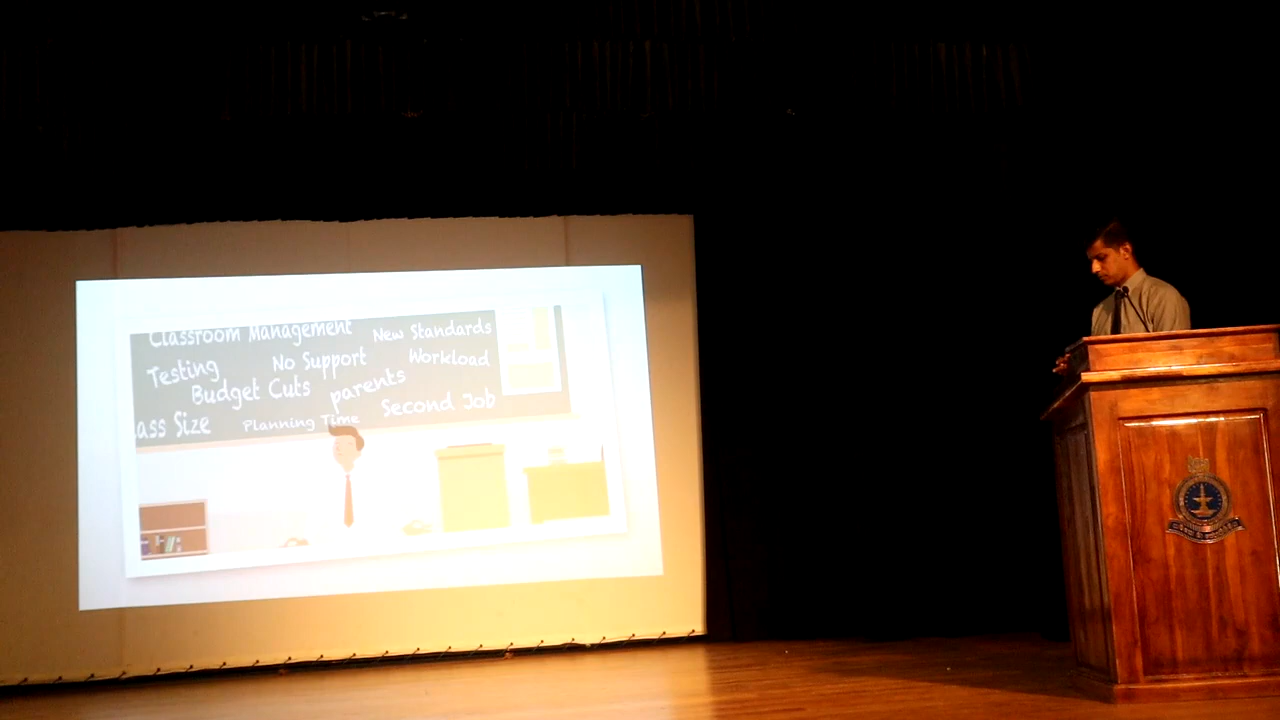 Classroom Management New Standards
Testing No Support Workload
Budget Cuts parents
ass Size Planning Time Second Job